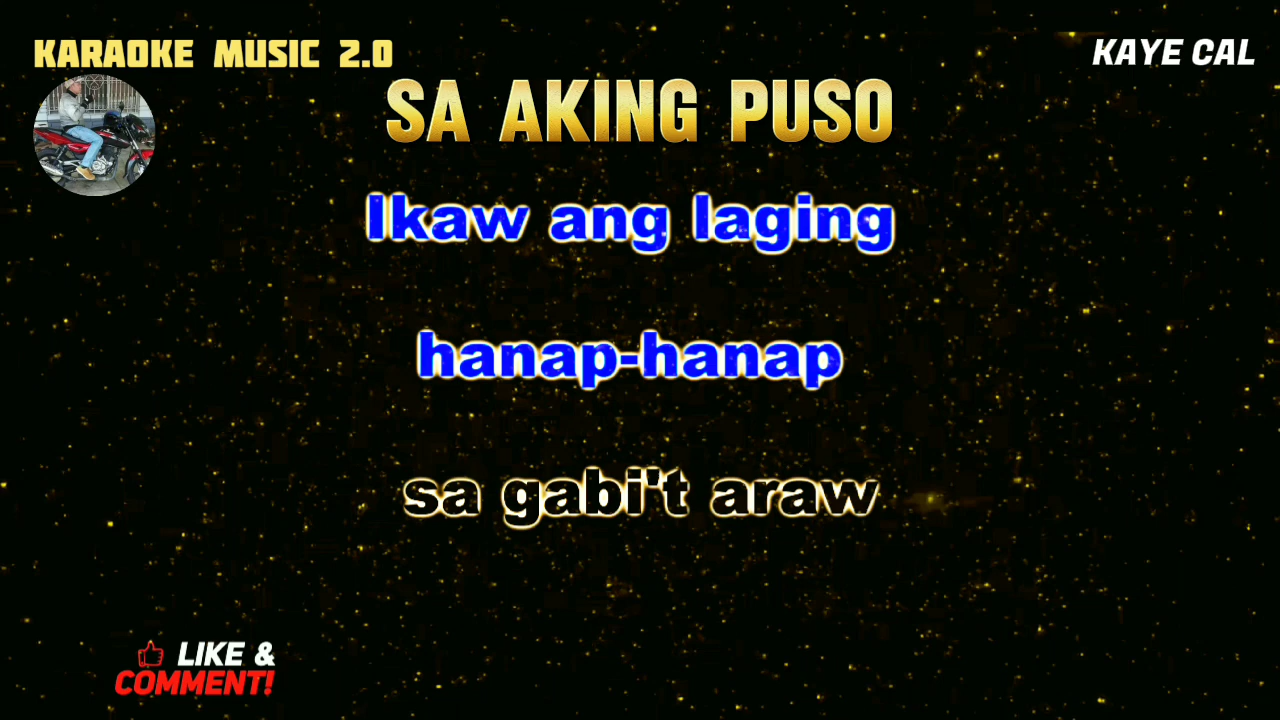 KARAOKE MUSIC 2.0
KAYE CAL
SA AKING PUSO
Ikaw ang laging
hanap-hanap
sa gabi't araw
LIKE &
COMMENT!